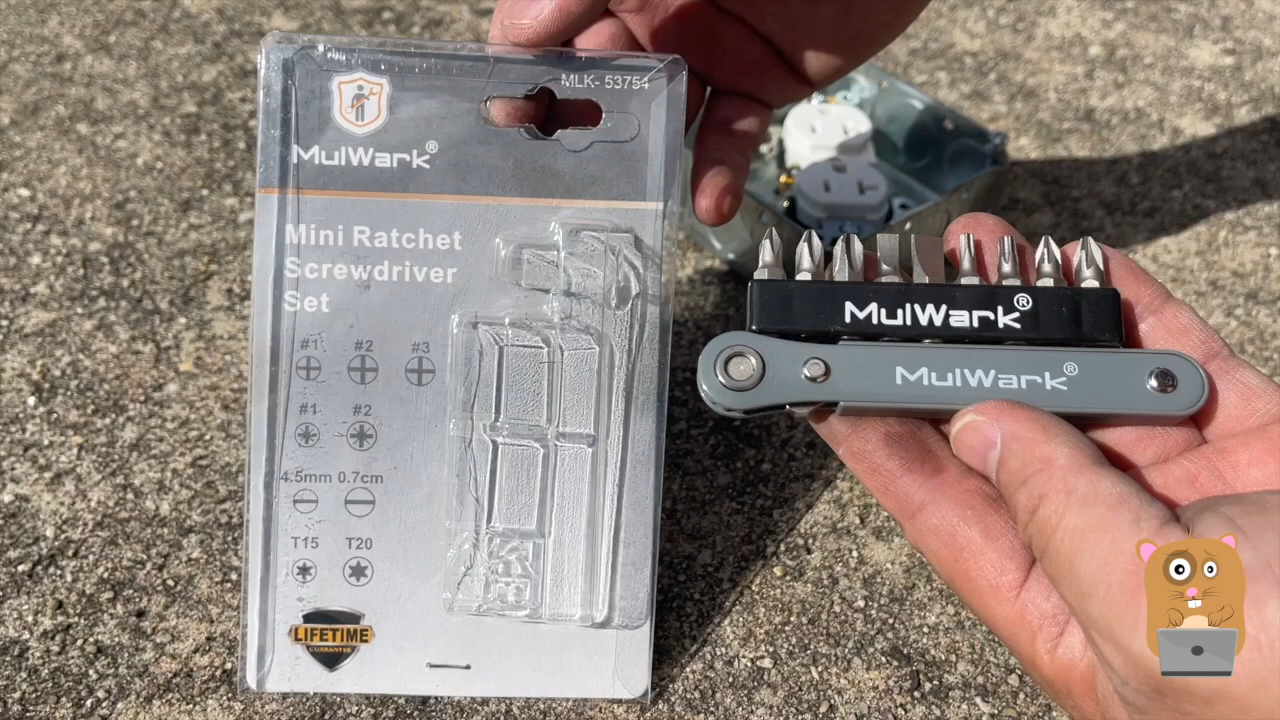 MLK- 53754
MulWark®
Mini Ratchet
Screwdriver
Set
#1 #2 #3
#1 #2
4.5mm 0.7cm
T15 T20
LIFETIME
GUARANTEE
MulWark®
MulWark®